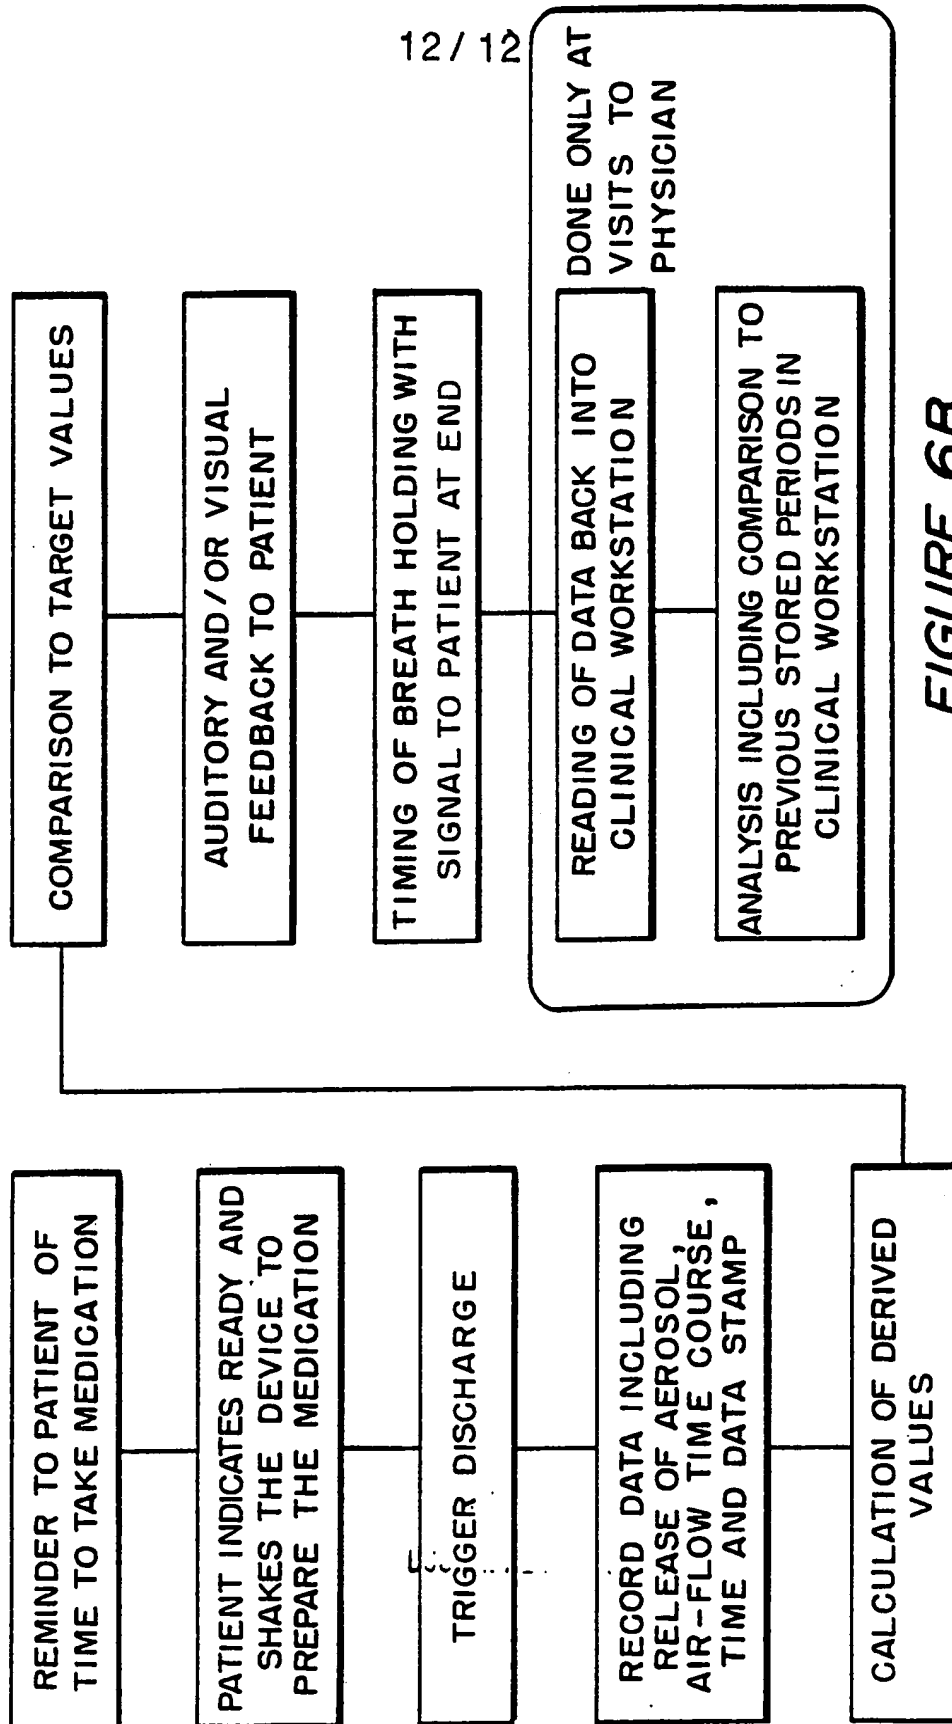 12/12
REMINDER TO PATIENT OF
TIME TO TAKE MEDICATION
PATIENT INDICATES READY AND
SHAKES THE DEVICE TO
PREPARE THE MEDICATION
TRIGGER DISCHARGE
RECORD DATA INCLUDING
RELEASE OF AEROSOL,
AIR-FLOW TIME COURSE,
TIME AND DATA STAMP
CALCULATION OF DERIVED
VALUES
COMPARISON TO TARGET VALUES
AUDITORY AND/OR VISUAL
FEEDBACK TO PATIENT
TIMING OF BREATH HOLDING WITH
SIGNAL TO PATIENT AT END
READING OF DATA BACK INTO
CLINICAL WORKSTATION
DONE ONLY AT
VISITS TO
PHYSICIAN
ANALYSIS INCLUDING COMPARISON TO
PREVIOUS STORED PERIODS IN
CLINICAL WORKSTATION
FIGURE 6B